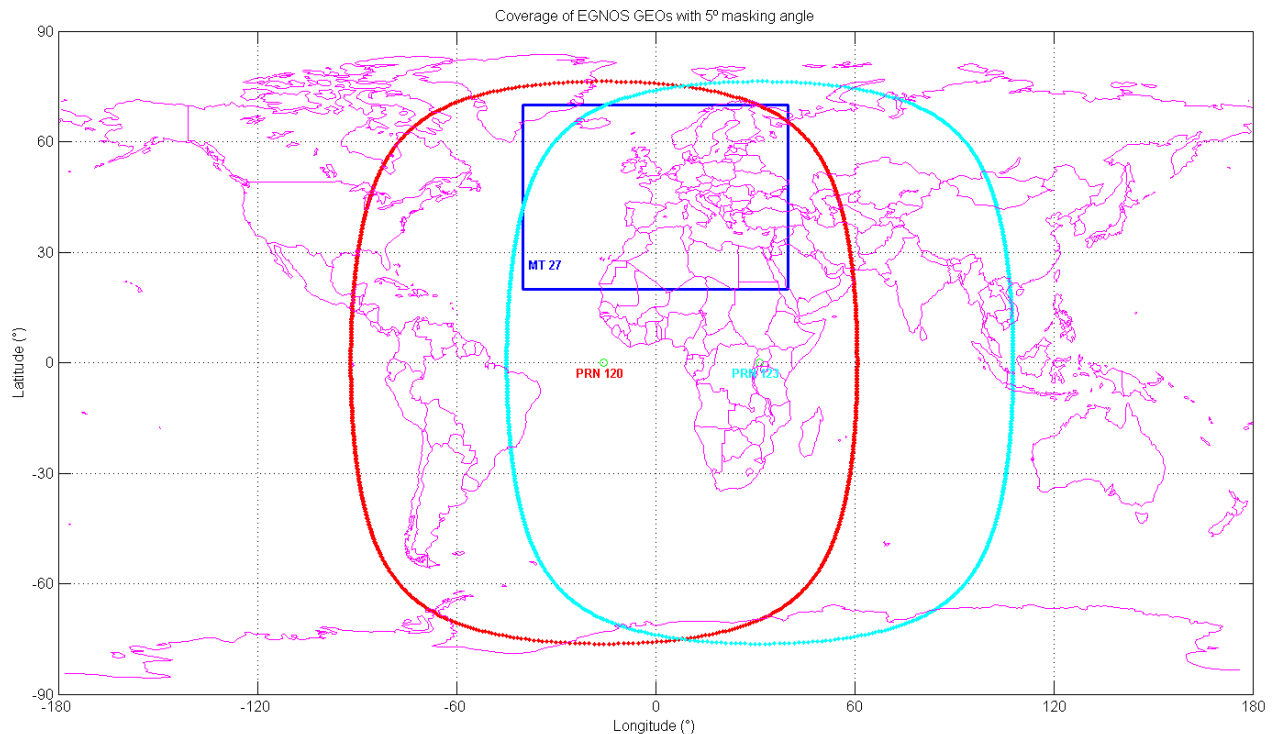 Coverage of EGNOS GEOs with 5º masking angle
90
60
30
0
-30
-60
-90
Latitude (°)
MT 27
PRN 120
PRN 123
-180
-120
-60
0
60
120
180
Longitude (°)